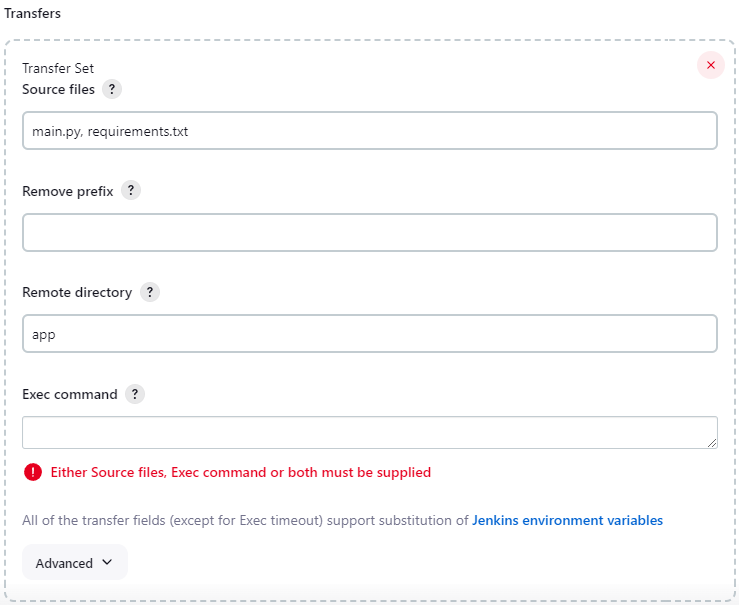 Transfers
Transfer Set
Source files ?
main.py, requirements.txt
Remove prefix ?
Remote directory ?
app
Exec command ?
Either Source files, Exec command or both must be supplied
All of the transfer fields (except for Exec timeout) support substitution of Jenkins environment variables
Advanced